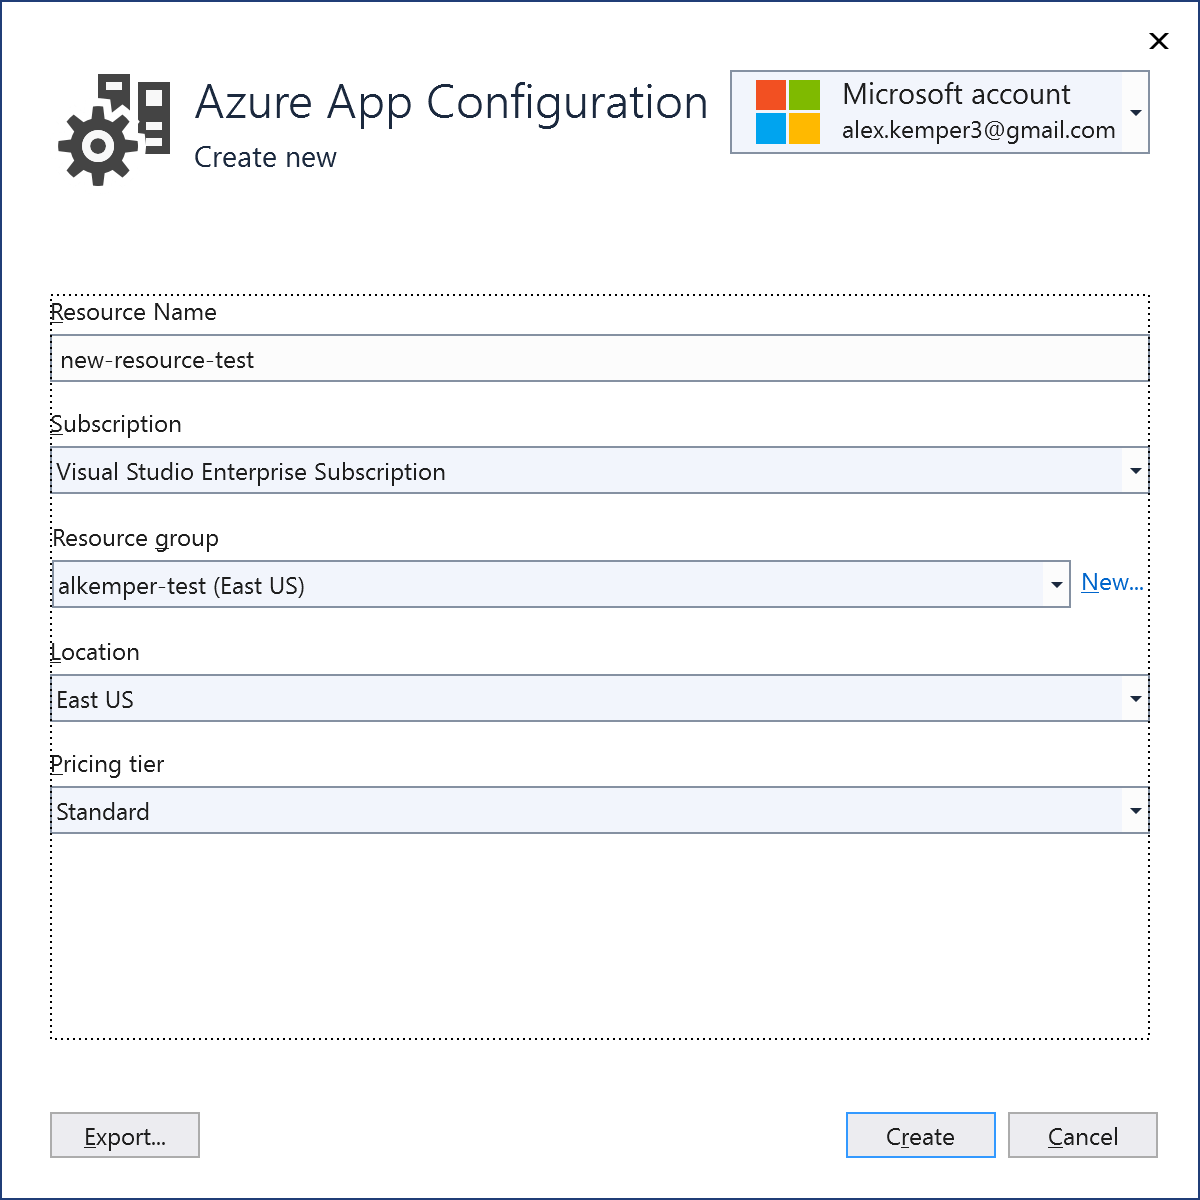 Azure App Configuration
Create new
Microsoft account
alex.kemper3@gmail.com
Resource Name
new-resource-test
Subscription
Visual Studio Enterprise Subscription
Resource group
alkemper-test (East US)
New...
Location
East US
Pricing tier
Standard
Export...
Create
Cancel